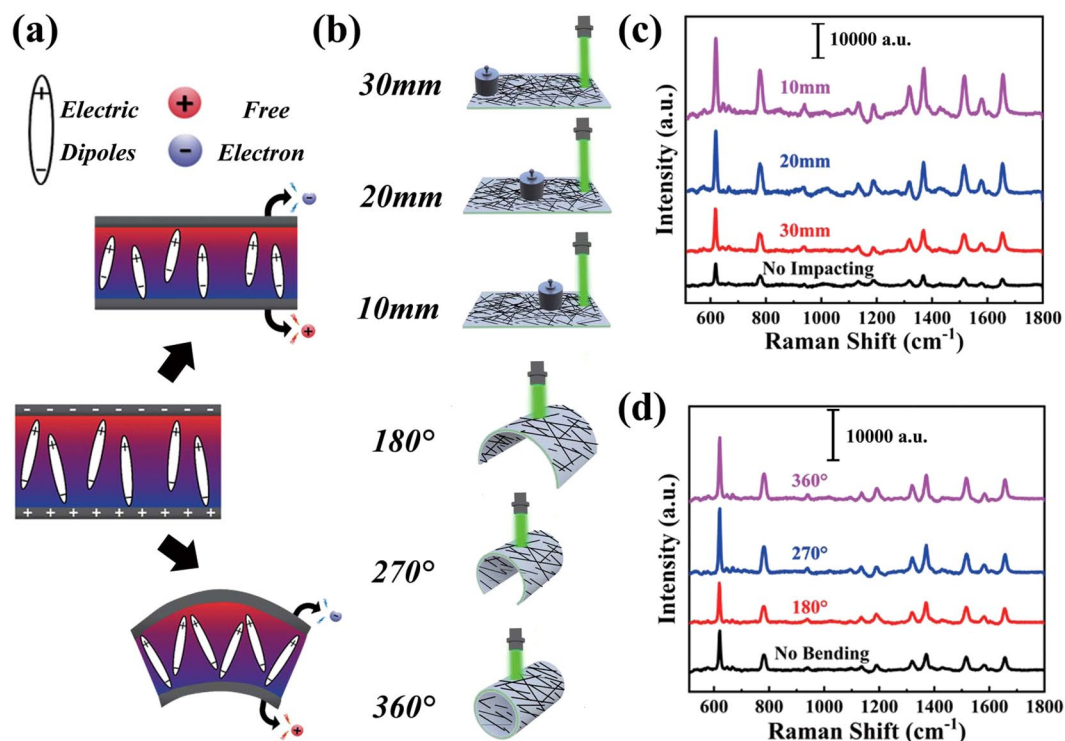 (a)
+
-
Electric
Dipoles
+
-
Free
Electron
(b)
30mm
20mm
10mm
180°
270°
360°
(c)
10000 a.u.
10mm
20mm
30mm
No Impacting
Intensity (a.u.)
600 800 1000 1200 1400 1600 1800
Raman Shift (cm⁻¹)
(d)
10000 a.u.
360°
270°
180°
No Bending
Intensity (a.u.)
600 800 1000 1200 1400 1600 1800
Raman Shift (cm⁻¹)